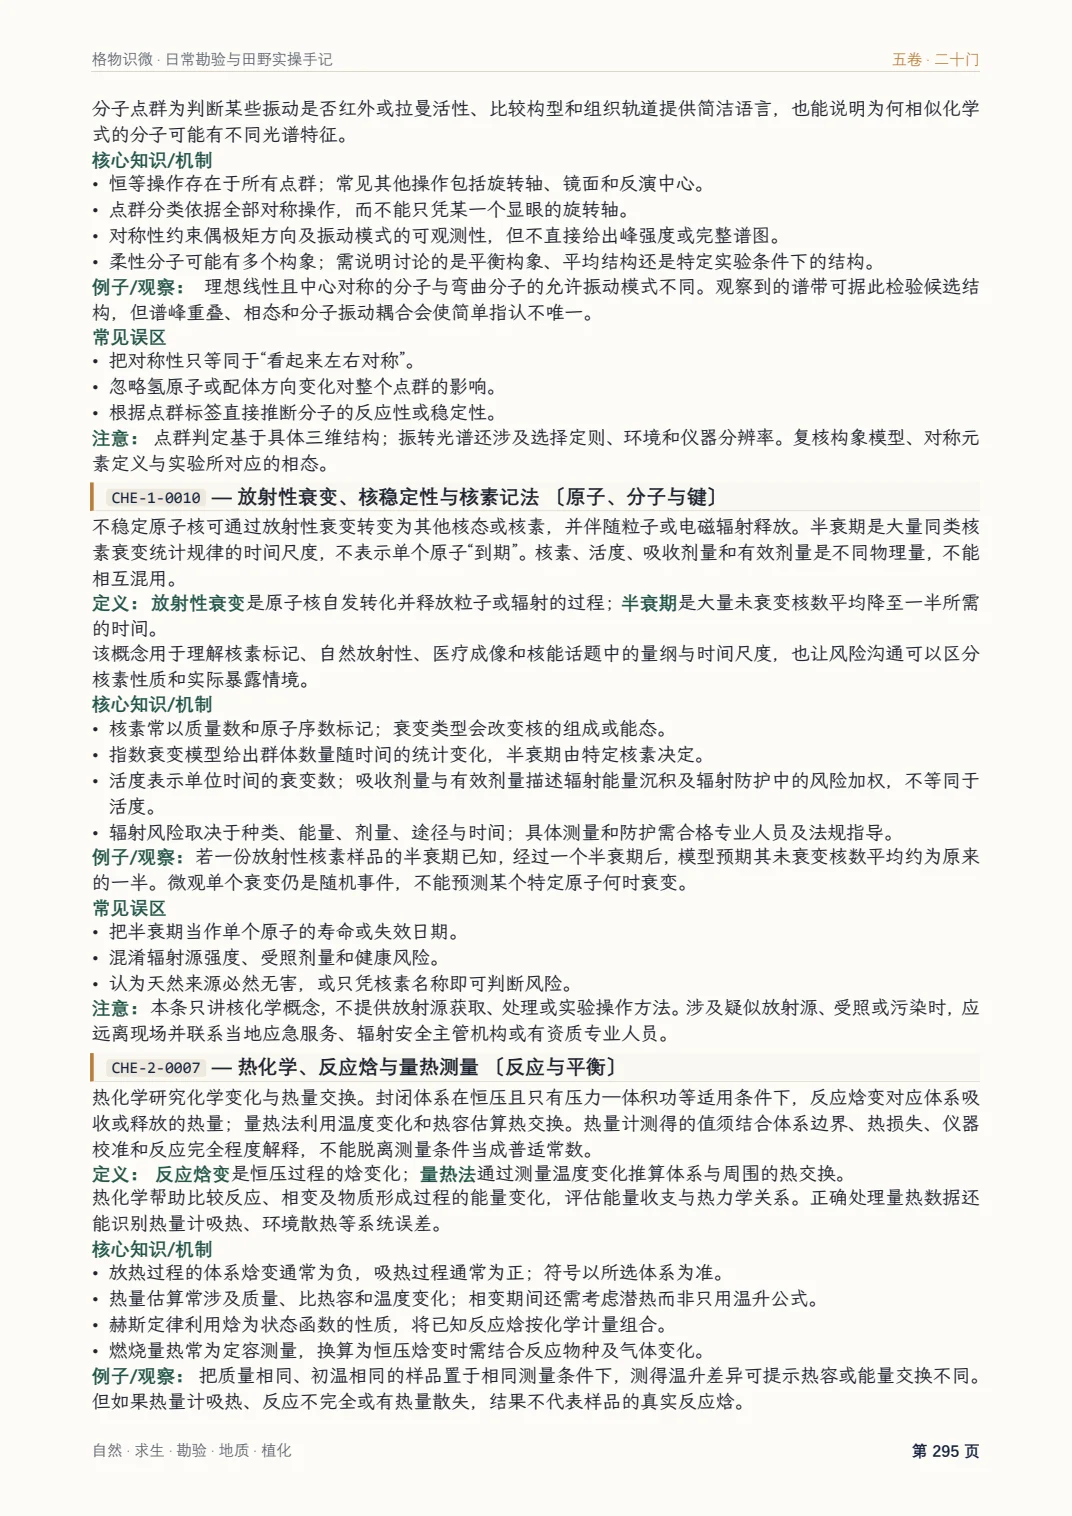 格物识微 · 日常勘验与田野实操手记
五卷 · 二十门
分子点群为判断某些振动是否红外或拉曼活性、比较构型和组织轨道提供简洁语言，也能说明为何相似化学
式的分子可能有不同光谱特征。
核心知识/机制
• 恒等操作存在于所有点群；常见其他操作包括旋转轴、镜面和反演中心。
• 点群分类依据全部对称操作，而不能只凭某一个显眼的旋转轴。
• 对称性约束偶极矩方向及振动模式的可观测性，但不直接给出峰强度或完整谱图。
• 柔性分子可能有多个构象；需说明讨论的是平衡构象、平均结构还是特定实验条件下的结构。
例子/观察： 理想线性且中心对称的分子与弯曲分子的允许振动模式不同。观察到的谱带可据此检验候选结
构，但谱峰重叠、相态和分子振动耦合会使简单指认不唯一。
常见误区
• 把对称性只等同于“看起来左右对称”。
• 忽略氢原子或配体方向变化对整个点群的影响。
• 根据点群标签直接推断分子的反应性或稳定性。
注意： 点群判定基于具体三维结构；振转光谱还涉及选择定则、环境和仪器分辨率。复核构象模型、对称元
素定义与实验所对应的相态。
CHE-1-0010 — 放射性衰变、核稳定性与核素记法 〔原子、分子与键〕
不稳定原子核可通过放射性衰变转变为其他核态或核素，并伴随粒子或电磁辐射释放。半衰期是大量同类核
素衰变统计规律的时间尺度，不表示单个原子“到期”。核素、活度、吸收剂量和有效剂量是不同物理量，不能
相互混用。
定义： 放射性衰变是原子核自发转化并释放粒子或辐射的过程；半衰期是大量未衰变核数平均降至一半所需
的时间。
该概念用于理解核素标记、自然放射性、医疗成像和核能话题中的量纲与时间尺度，也让风险沟通可以区分
核素性质和实际暴露情境。
核心知识/机制
• 核素常以质量数和原子序数标记；衰变类型会改变核的组成或能态。
• 指数衰变模型给出群体数量随时间的统计变化，半衰期由特定核素决定。
• 活度表示单位时间的衰变数；吸收剂量与有效剂量描述辐射能量沉积及辐射防护中的风险加权，不等同于
活度。
• 辐射风险取决于种类、能量、剂量、途径与时间；具体测量和防护需合格专业人员及法规指导。
例子/观察： 若一份放射性核素样品的半衰期已知，经过一个半衰期后，模型预期其未衰变核数平均约为原来
的一半。微观单个衰变仍是随机事件，不能预测某个特定原子何时衰变。
常见误区
• 把半衰期当作单个原子的寿命或失效日期。
• 混淆辐射源强度、受照剂量和健康风险。
• 认为天然来源必然无害，或只凭核素名称即可判断风险。
注意： 本条只讲核化学概念，不提供放射源获取、处理或实验操作方法。涉及疑似放射源、受照或污染时，应
远离现场并联系当地应急服务、辐射安全主管机构或有资质专业人员。
CHE-2-0007 — 热化学、反应焓与量热测量 〔反应与平衡〕
热化学研究化学变化与热量交换。封闭体系在恒压且只有压力—体积功等适用条件下，反应焓变对应体系吸
收或释放的热量；量热法利用温度变化和热容估算热交换。热量计测得的值须结合体系边界、热损失、仪器
校准和反应完全程度解释，不能脱离测量条件当成普适常数。
定义： 反应焓变是恒压过程的焓变化；量热法通过测量温度变化推算体系与周围的热交换。
热化学帮助比较反应、相变及物质形成过程的能量变化，评估能量收支与热力学关系。正确处理量热数据还
能识别热量计吸热、环境散热等系统误差。
核心知识/机制
• 放热过程的体系焓变通常为负，吸热过程通常为正；符号以所选体系为准。
• 热量估算常涉及质量、比热容和温度变化；相变期间还需考虑潜热而非只用温升公式。
• 赫斯定律利用焓为状态函数的性质，将已知反应焓按化学计量组合。
• 燃烧量热常为定容测量，换算为恒压焓变时需结合反应物种及气体变化。
例子/观察： 把质量相同、初温相同的样品置于相同测量条件下，测得温升差异可提示热容或能量交换不同。
但如果热量计吸热、反应不完全或有热量散失，结果不代表样品的真实反应焓。
自然 · 求生 · 勘验 · 地质 · 植化
第 295 页